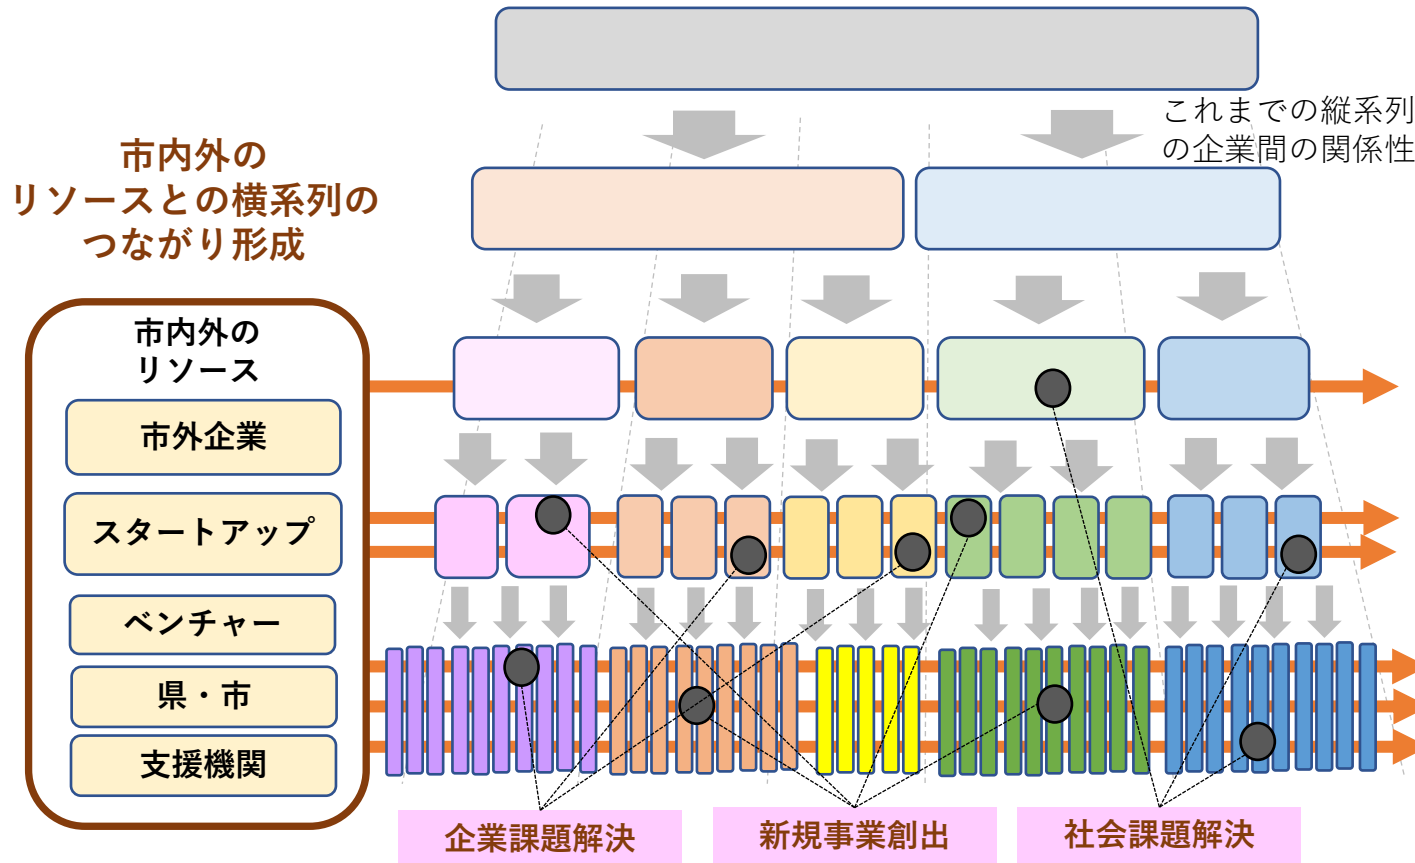 これまでの縦系列
の企業間の関係性
市内外の
リソースとの横系列の
つながり形成
市内外の
リソース
市外企業
スタートアップ
ベンチャー
県・市
支援機関
企業課題解決
新規事業創出
社会課題解決